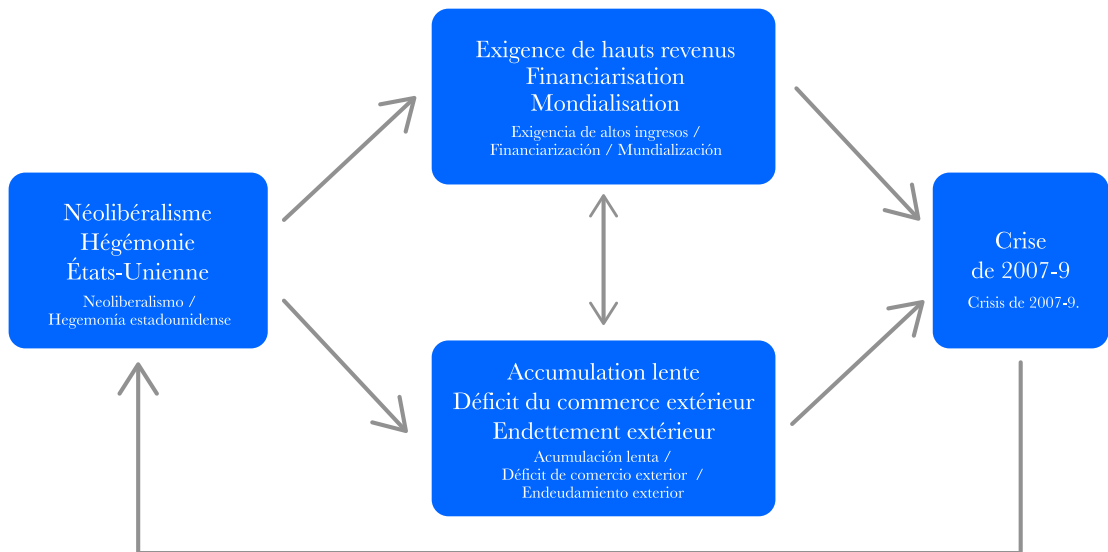 Néolibéralisme
Hégémonie
États-Unienne
Neoliberalismo /
Hegemonía estadounidense
Exigence de hauts revenus
Financiarisation
Mondialisation
Exigencia de altos ingresos /
Financiarización / Mundialización
Accumulation lente
Déficit du commerce extérieur
Endettement extérieur
Acumulación lenta /
Déficit de comercio exterior /
Endeudamiento exterior
Crise
de 2007-9
Crisis de 2007-9.